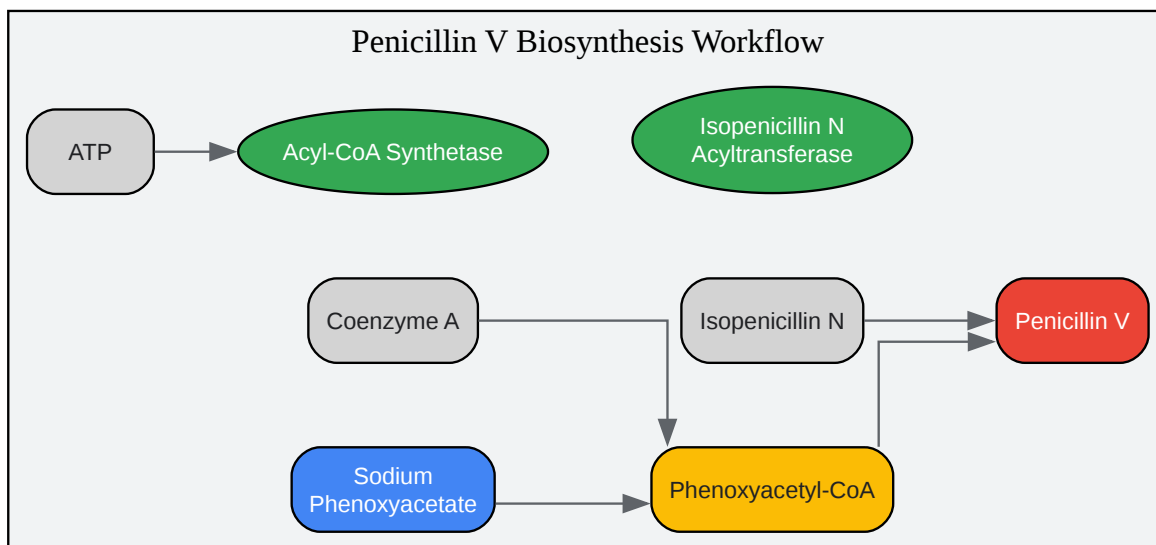 Penicillin V Biosynthesis Workflow
ATP
Acyl-CoA Synthetase
Isopenicillin N
Acyltransferase
Coenzyme A
Isopenicillin N
Penicillin V
Sodium
Phenoxyacetate
Phenoxyacetyl-CoA